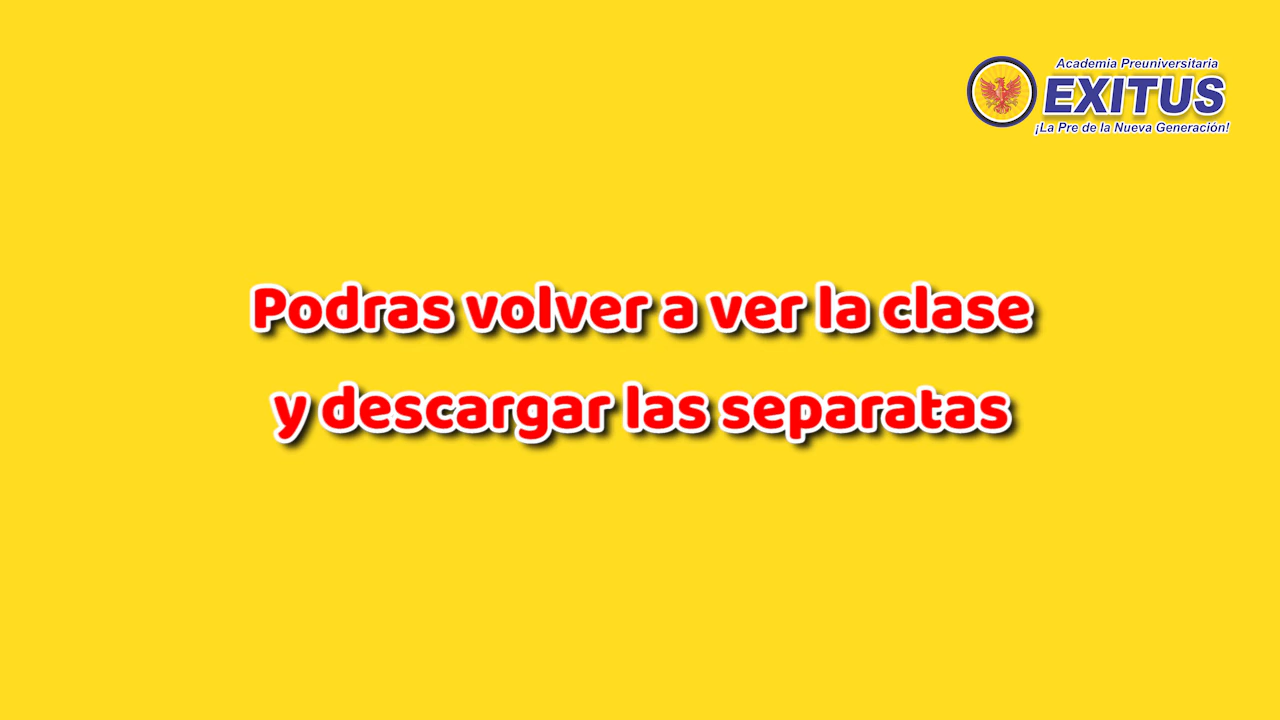 Academia Preuniversitaria
EXITUS
¡La Pre de la Nueva Generación!
Podras volver a ver la clase
y descargar las separatas